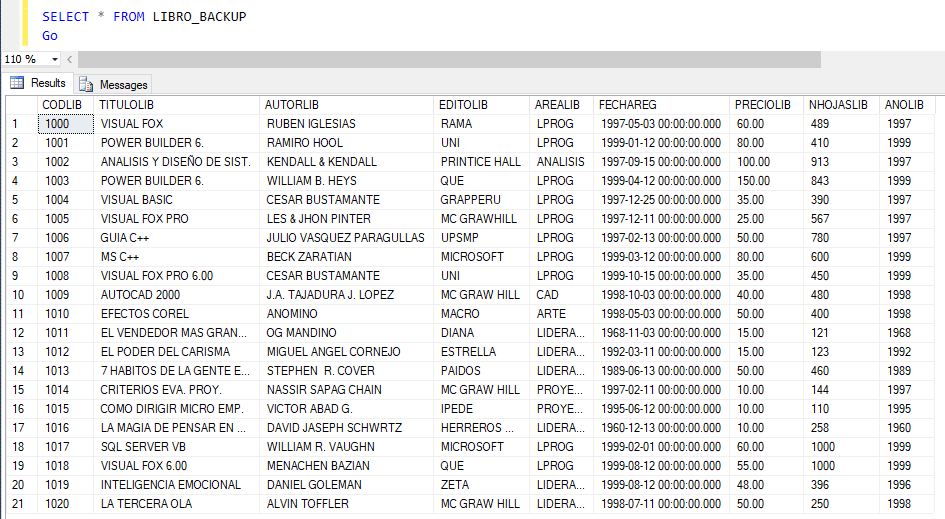 SELECT * FROM LIBRO_BACKUP
Go
110 %
Results Messages
CODLIB TITULOLIB AUTORLIB EDITOLIB AREALIB FECHAREG PRECIOLIB NHOJASLIB ANOLIB
1 1000 VISUAL FOX RUBEN IGLESIAS RAMA LPROG 1997-05-03 00:00:00.000 60.00 489 1997
2 1001 POWER BUILDER 6. RAMIRO HOOL UNI LPROG 1999-01-12 00:00:00.000 80.00 410 1999
3 1002 ANALISIS Y DISEÑO DE SIST. KENDALL & KENDALL PRINTICE HALL ANALISIS 1997-09-15 00:00:00.000 100.00 913 1997
4 1003 POWER BUILDER 6. WILLIAM B. HEYS QUE LPROG 1999-04-12 00:00:00.000 150.00 843 1999
5 1004 VISUAL BASIC CESAR BUSTAMANTE GRAPPERU LPROG 1997-12-25 00:00:00.000 35.00 390 1997
6 1005 VISUAL FOX PRO LES & JHON PINTER MC GRAWHILL LPROG 1997-12-11 00:00:00.000 25.00 567 1997
7 1006 GUIA C++ JULIO VASQUEZ PARAGULLAS UPSMP LPROG 1997-02-13 00:00:00.000 50.00 780 1997
8 1007 MS C++ BECK ZARATIAN MICROSOFT LPROG 1999-03-12 00:00:00.000 80.00 600 1999
9 1008 VISUAL FOX PRO 6.00 CESAR BUSTAMANTE UNI LPROG 1999-10-15 00:00:00.000 35.00 450 1999
10 1009 AUTOCAD 2000 J.A. TAJADURA J. LOPEZ MC GRAW HILL CAD 1998-10-03 00:00:00.000 40.00 480 1998
11 1010 EFECTOS COREL ANOMINO MACRO ARTE 1998-05-03 00:00:00.000 50.00 400 1998
12 1011 EL VENDEDOR MAS GRAN... OG MANDINO DIANA LIDERA... 1968-11-03 00:00:00.000 15.00 121 1968
13 1012 EL PODER DEL CARISMA MIGUEL ANGEL CORNEJO ESTRELLA LIDERA... 1992-03-11 00:00:00.000 15.00 123 1992
14 1013 7 HABITOS DE LA GENTE E... STEPHEN R. COVER PAIDOS LIDERA... 1989-06-13 00:00:00.000 50.00 460 1989
15 1014 CRITERIOS EVA. PROY. NASSIR SAPAG CHAIN MC GRAW HILL PROYE... 1997-02-11 00:00:00.000 10.00 144 1997
16 1015 COMO DIRIGIR MICRO EMP. VICTOR ABAD G. IPEDE PROYE... 1995-06-12 00:00:00.000 10.00 110 1995
17 1016 LA MAGIA DE PENSAR EN ... DAVID JASEPH SCHWRTZ HERREROS ... LIDERA... 1960-12-13 00:00:00.000 10.00 258 1960
18 1017 SQL SERVER VB WILLIAM R. VAUGHN MICROSOFT LPROG 1999-02-01 00:00:00.000 60.00 1000 1999
19 1018 VISUAL FOX 6.00 MENACHEN BAZIAN QUE LPROG 1999-08-12 00:00:00.000 55.00 1000 1999
20 1019 INTELIGENCIA EMOCIONAL DANIEL GOLEMAN ZETA LIDERA... 1999-08-12 00:00:00.000 48.00 396 1996
21 1020 LA TERCERA OLA ALVIN TOFFLER MC GRAW HILL LIDERA... 1998-07-11 00:00:00.000 50.00 250 1998